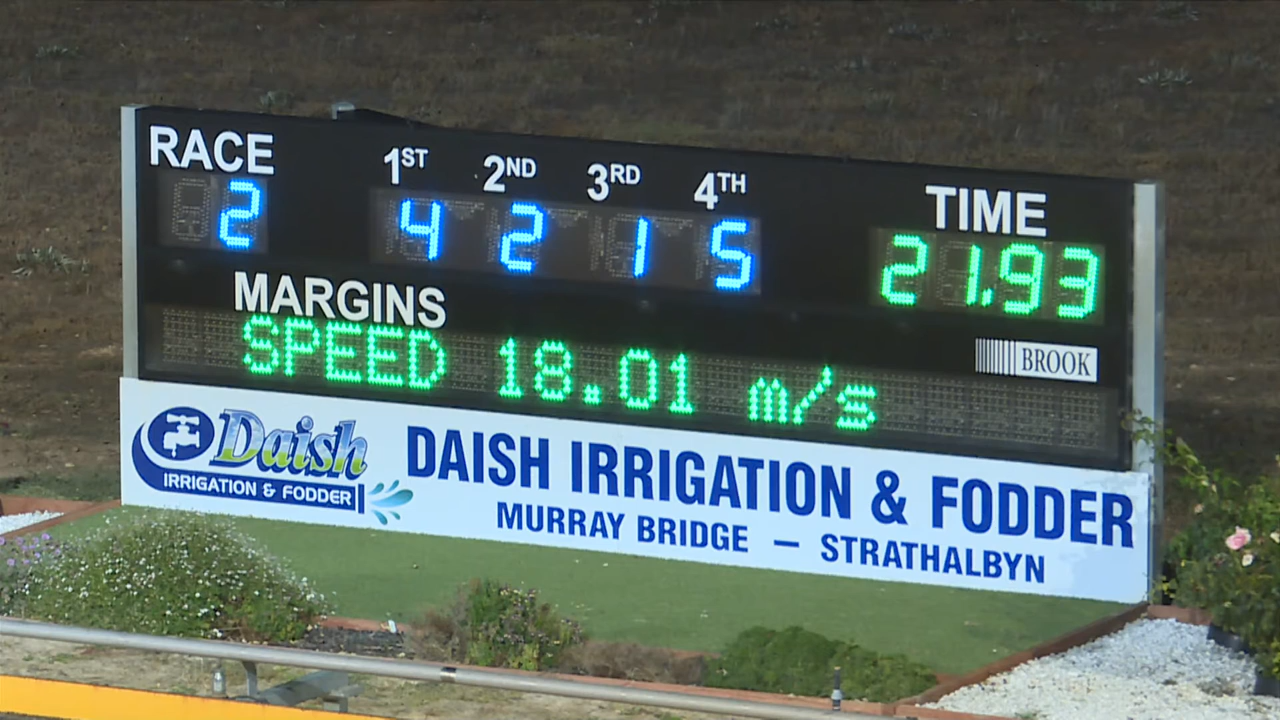 RACE 1ST 2ND 3RD 4TH TIME
2 4 2 1 5 21.93
MARGINS
SPEED 18.01 m/s
BROOK
Daish
IRRIGATION & FODDER
DAISH IRRIGATION & FODDER
MURRAY BRIDGE – STRATHALBYN